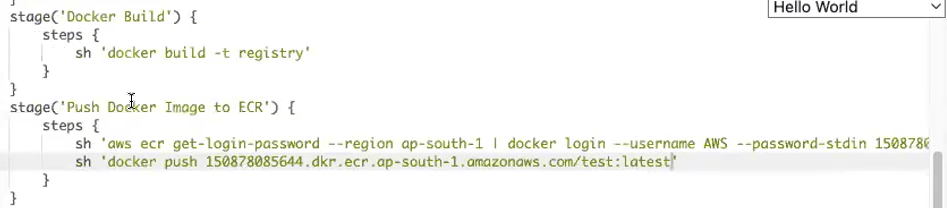 Hello World
stage('Docker Build') {
steps {
sh 'docker build -t registry'
}
}
stage('Push Docker Image to ECR') {
steps {
sh 'aws ecr get-login-password --region ap-south-1 | docker login --username AWS --password-stdin 150878
sh 'docker push 150878085644.dkr.ecr.ap-south-1.amazonaws.com/test:latest'
}
}